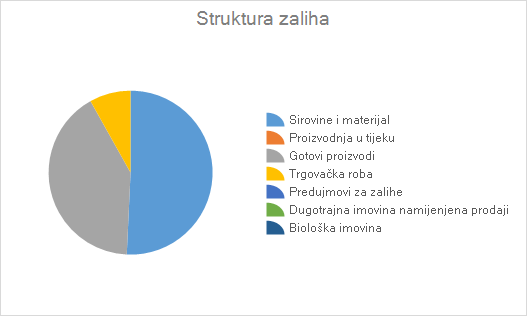 Struktura zaliha
Sirovine i materijal
Proizvodnja u tijeku
Gotovi proizvodi
Trgovačka roba
Predujmovi za zalihe
Dugotrajna imovina namijenjena prodaji
Biološka imovina